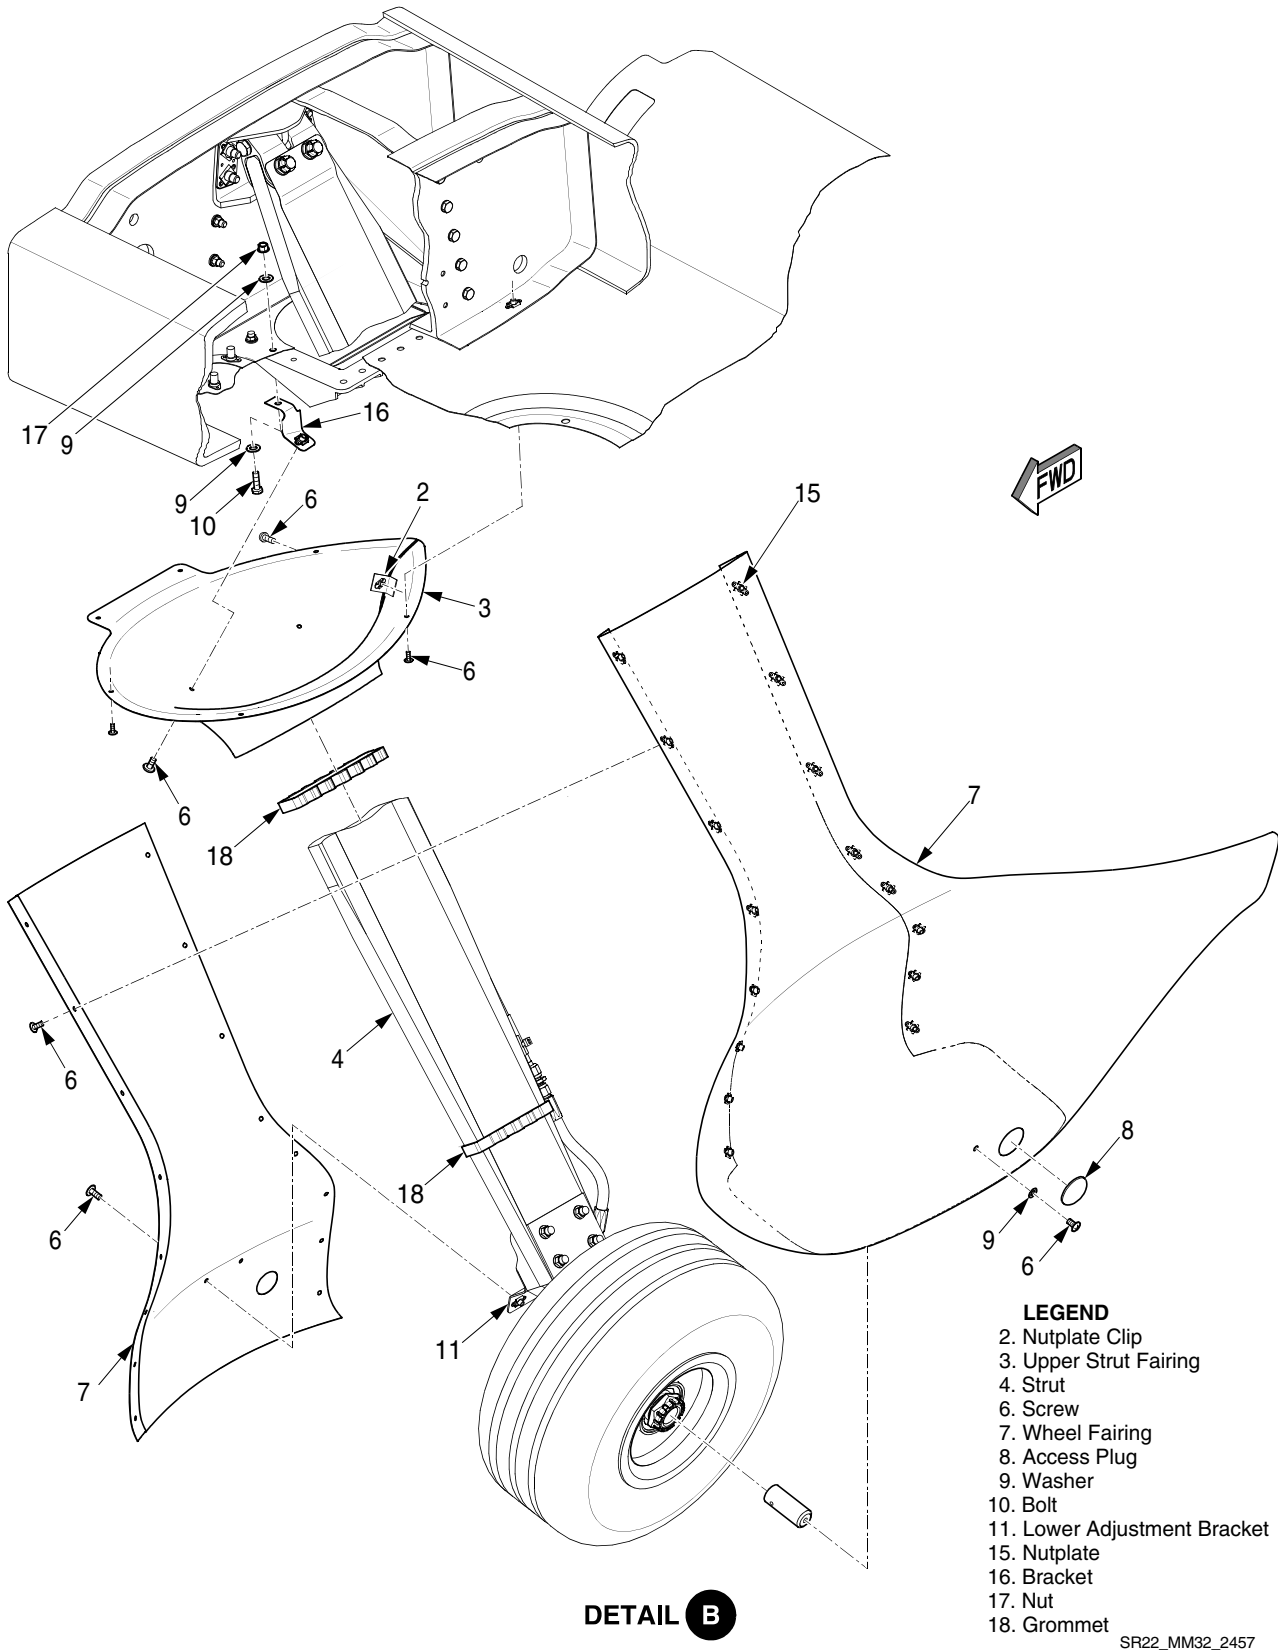 17
9
16
9
10
6
2
FWD
15
3
6
6
18
7
6
4
6
18
8
9
6
11
7
LEGEND
2. Nutplate Clip
3. Upper Strut Fairing
4. Strut
6. Screw
7. Wheel Fairing
8. Access Plug
9. Washer
10. Bolt
11. Lower Adjustment Bracket
15. Nutplate
16. Bracket
17. Nut
18. Grommet
DETAIL B
SR22_MM32_2457